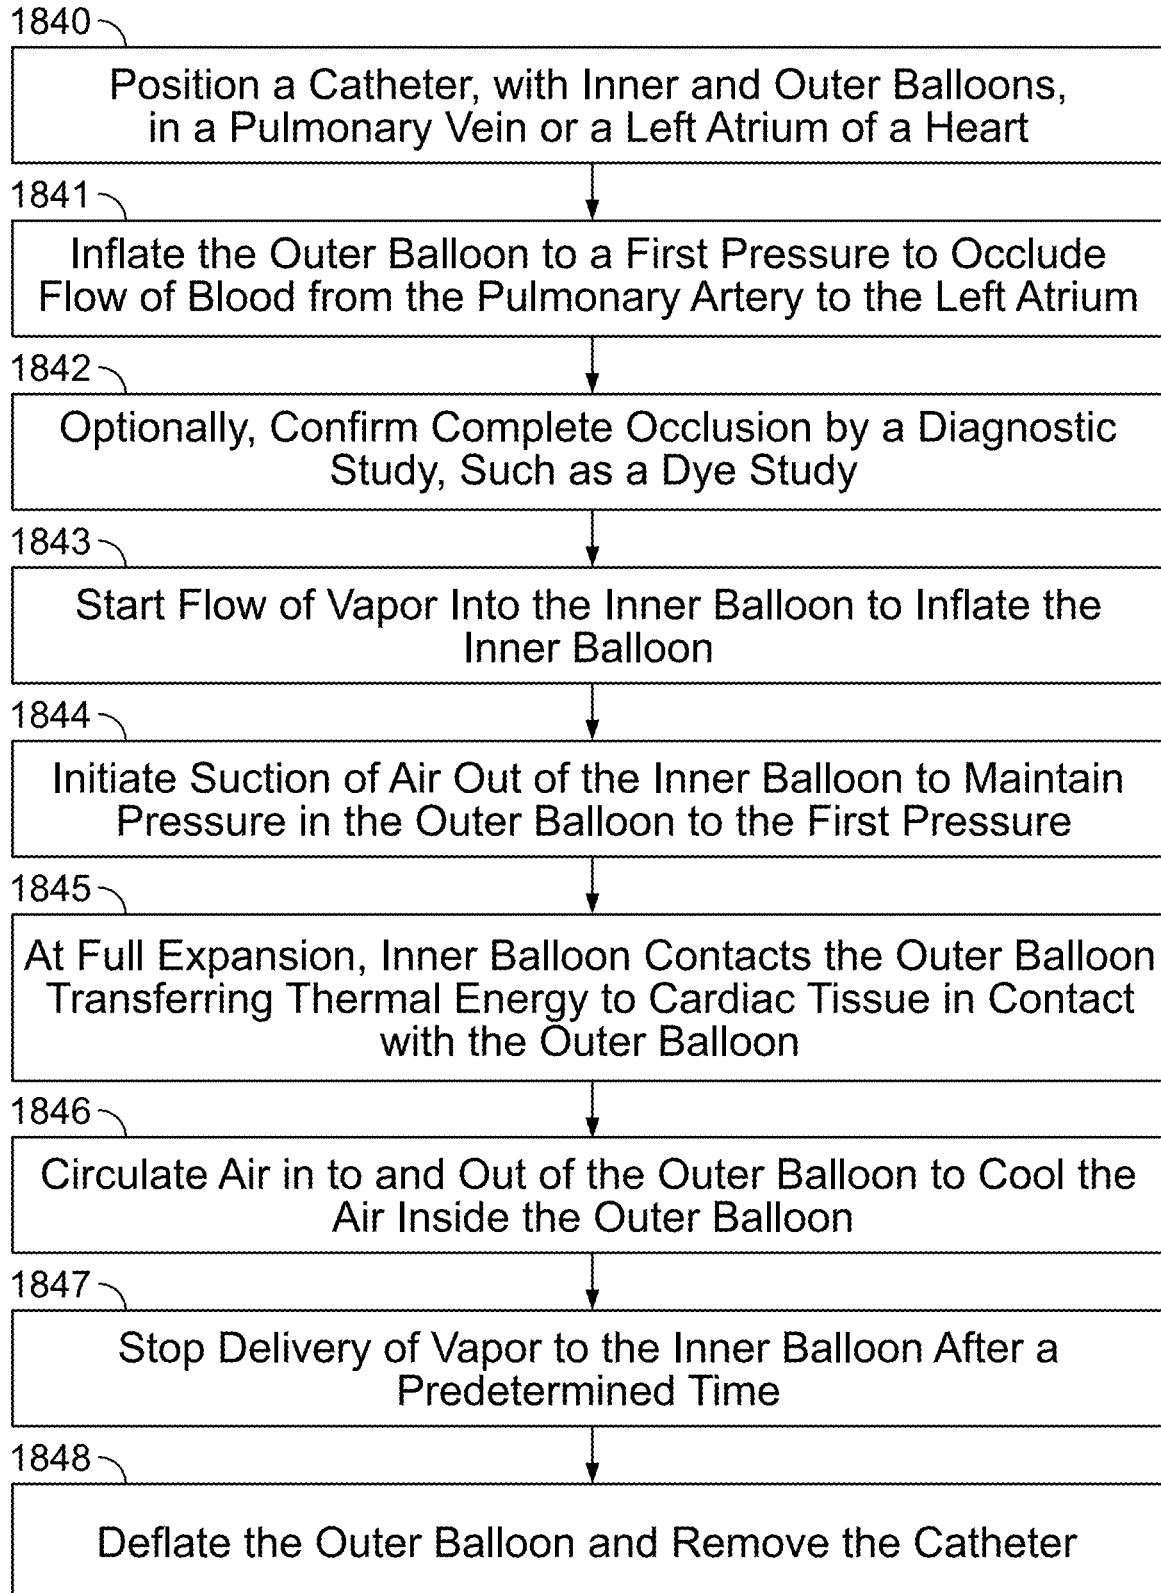 1840
Position a Catheter, with Inner and Outer Balloons,
in a Pulmonary Vein or a Left Atrium of a Heart
1841
Inflate the Outer Balloon to a First Pressure to Occlude
Flow of Blood from the Pulmonary Artery to the Left Atrium
1842
Optionally, Confirm Complete Occlusion by a Diagnostic
Study, Such as a Dye Study
1843
Start Flow of Vapor Into the Inner Balloon to Inflate the
Inner Balloon
1844
Initiate Suction of Air Out of the Inner Balloon to Maintain
Pressure in the Outer Balloon to the First Pressure
1845
At Full Expansion, Inner Balloon Contacts the Outer Balloon
Transferring Thermal Energy to Cardiac Tissue in Contact
with the Outer Balloon
1846
Circulate Air in to and Out of the Outer Balloon to Cool the
Air Inside the Outer Balloon
1847
Stop Delivery of Vapor to the Inner Balloon After a
Predetermined Time
1848
Deflate the Outer Balloon and Remove the Catheter